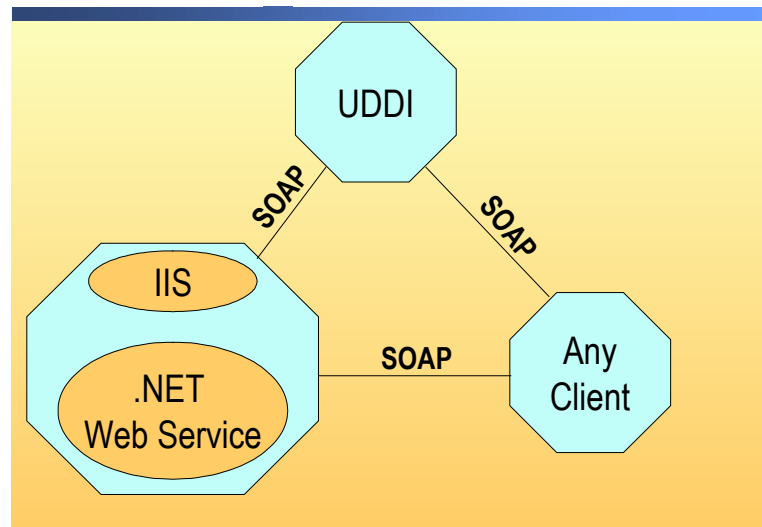 UDDI
SOAP
SOAP
IIS
.NET
Web Service
SOAP
Any
Client